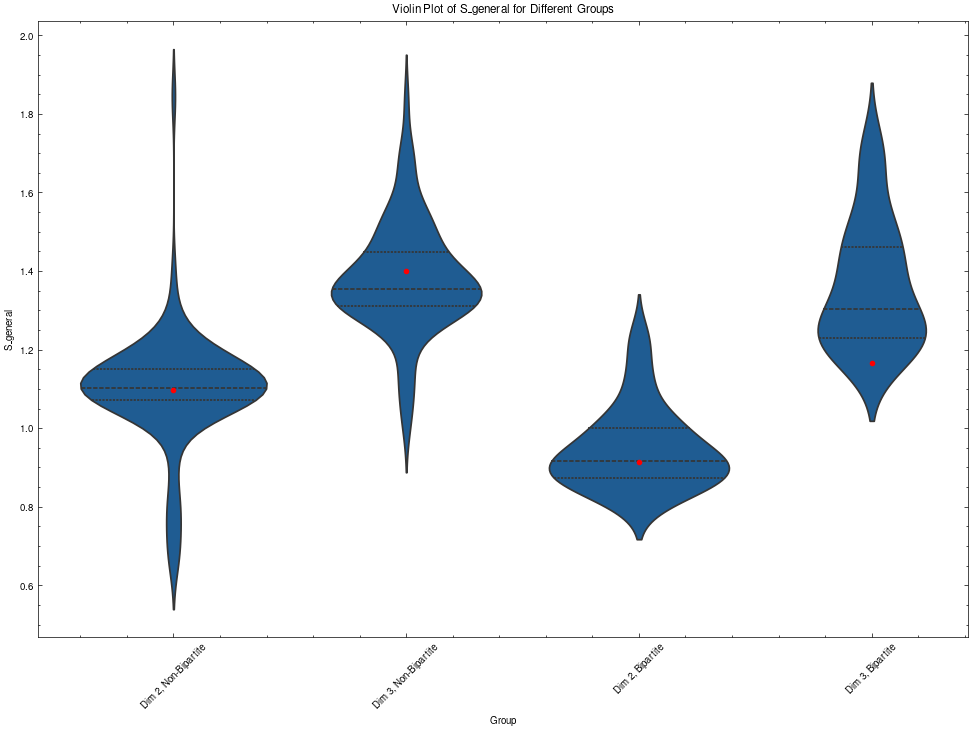 Violin Plot of S_general for Different Groups
2.0
1.8
1.6
1.4
1.2
1.0
0.8
0.6
S_general
Dim 2, Non-Bipartite
Dim 3, Non-Bipartite
Dim 2, Bipartite
Dim 3, Bipartite
Group